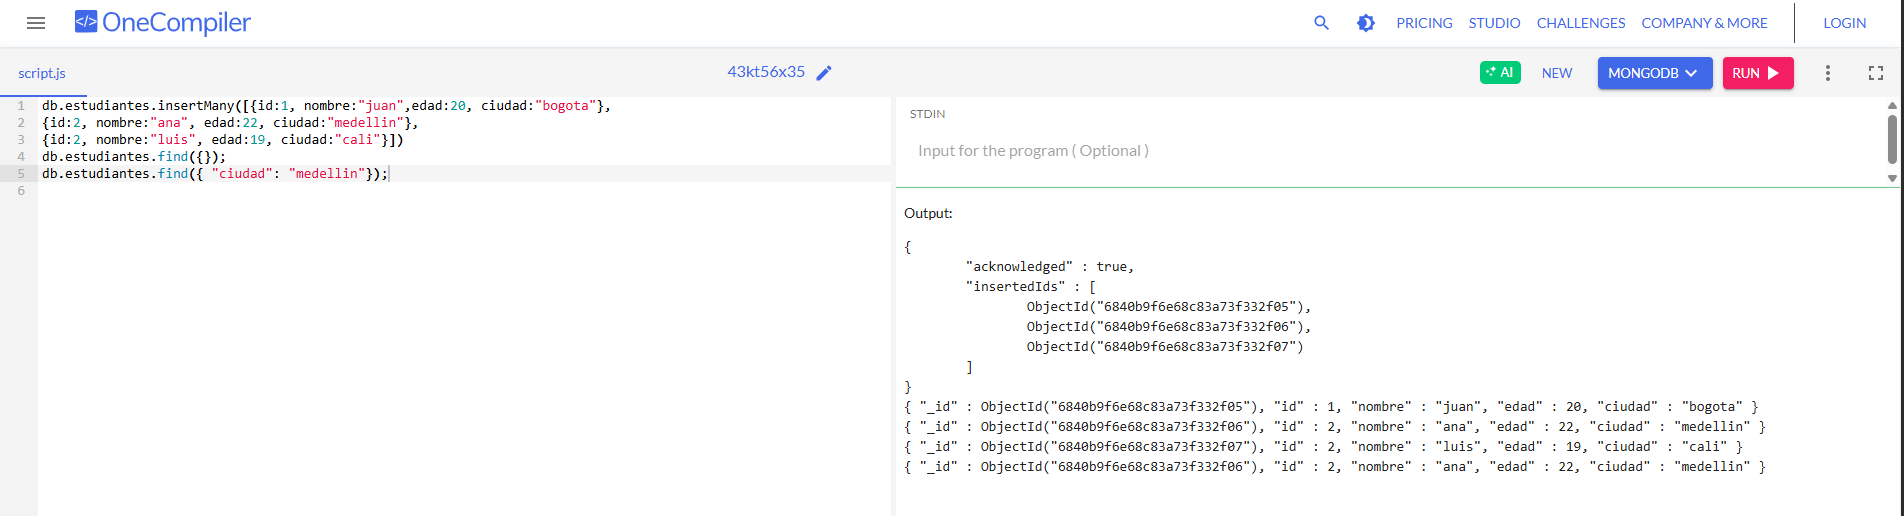 </> OneCompiler
PRICING STUDIO CHALLENGES COMPANY & MORE LOGIN
script.js
43kt56x35
AI NEW MONGODB RUN
1 db.estudiantes.insertMany([{id:1, nombre:"juan",edad:20, ciudad:"bogota"},
2 {id:2, nombre:"ana", edad:22, ciudad:"medellin"},
3 {id:2, nombre:"luis", edad:19, ciudad:"cali"}])
4 db.estudiantes.find({});
5 db.estudiantes.find({ "ciudad": "medellin"});
6
STDIN
Input for the program ( Optional )
Output:
{
"acknowledged" : true,
"insertedIds" : [
ObjectId("6840b9f6e68c83a73f332f05"),
ObjectId("6840b9f6e68c83a73f332f06"),
ObjectId("6840b9f6e68c83a73f332f07")
]
}
{ "_id" : ObjectId("6840b9f6e68c83a73f332f05"), "id" : 1, "nombre" : "juan", "edad" : 20, "ciudad" : "bogota" }
{ "_id" : ObjectId("6840b9f6e68c83a73f332f06"), "id" : 2, "nombre" : "ana", "edad" : 22, "ciudad" : "medellin" }
{ "_id" : ObjectId("6840b9f6e68c83a73f332f07"), "id" : 2, "nombre" : "luis", "edad" : 19, "ciudad" : "cali" }
{ "_id" : ObjectId("6840b9f6e68c83a73f332f06"), "id" : 2, "nombre" : "ana", "edad" : 22, "ciudad" : "medellin" }